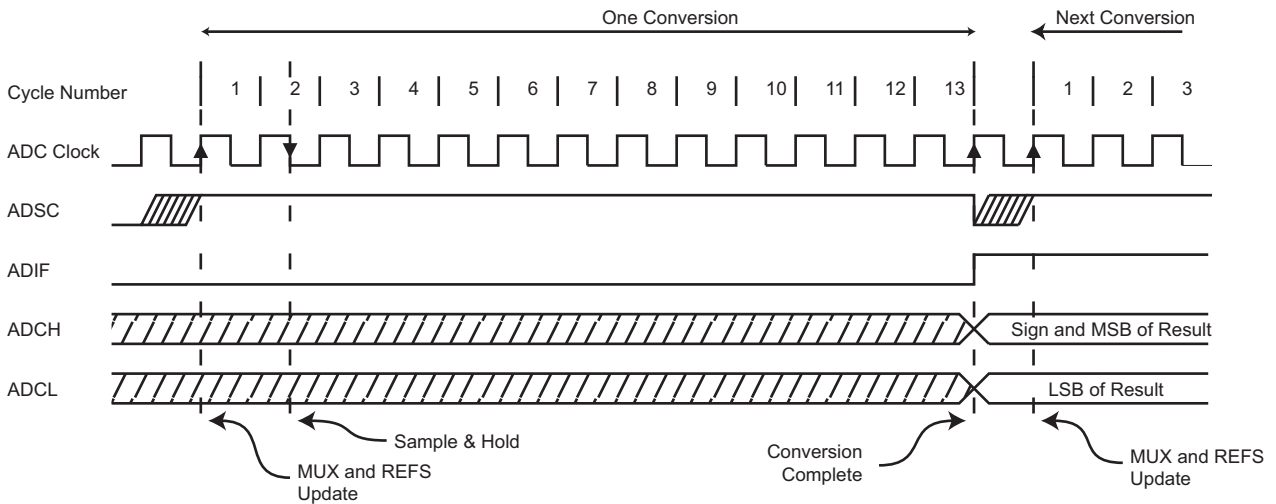 One Conversion
Next Conversion
Cycle Number
1 2 3 4 5 6 7 8 9 10 11 12 13 1 2 3
ADC Clock
ADSC
ADIF
ADCH
Sign and MSB of Result
ADCL
LSB of Result
Sample & Hold
MUX and REFS
Update
Conversion
Complete
MUX and REFS
Update